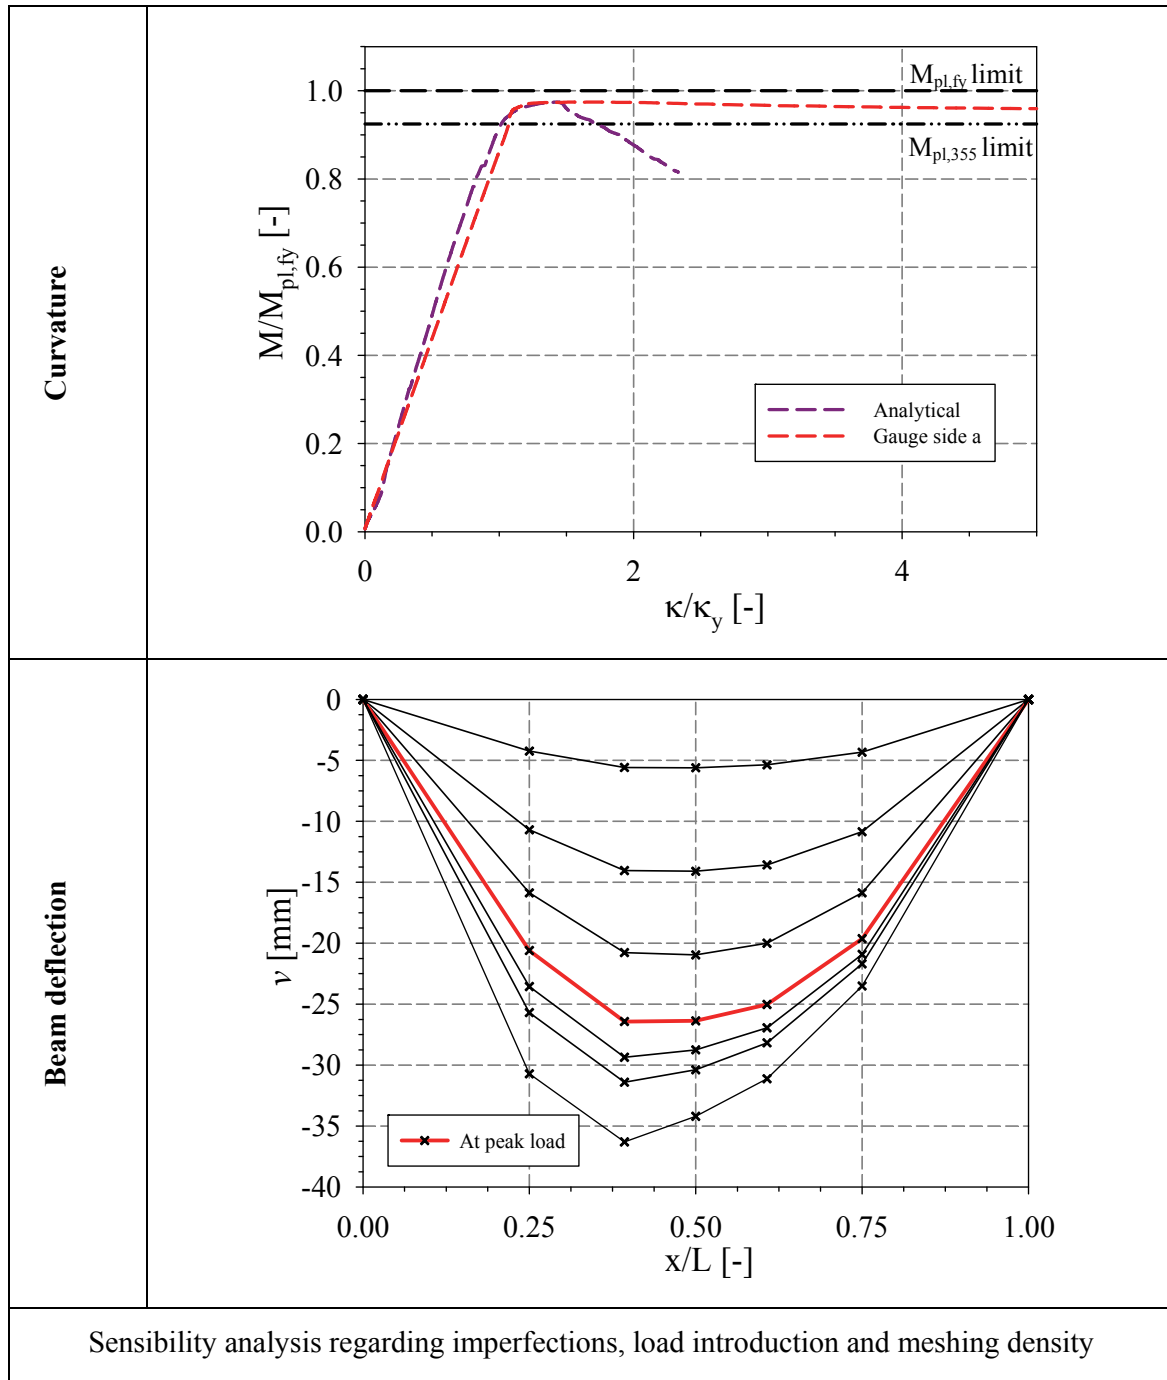 Curvature
M/Mpl,fy [-]
1.0
0.8
0.6
0.4
0.2
0.0
Mpl,fy limit
Mpl,355 limit
Analytical
Gauge side a
0 2 4
κ/κy [-]
Beam deflection
v [mm]
0
-5
-10
-15
-20
-25
-30
-35
-40
At peak load
0.00 0.25 0.50 0.75 1.00
x/L [-]
Sensibility analysis regarding imperfections, load introduction and meshing density